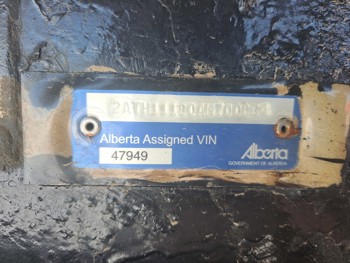 Alberta Assigned VIN
47949
Alberta
GOVERNMENT OF ALBERTA